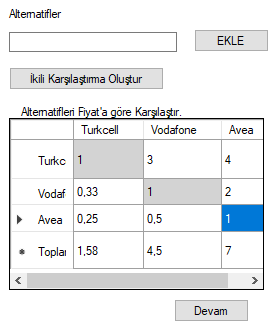 Alternatifler
EKLE
İkili Karşılaştırma Oluştur
Alternatifleri Fiyat'a göre Karşılaştır.
Turkcell Vodafone Avea
Turkc 1 3 4
Vodaf 0,33 1 2
Avea 0,25 0,5 1
Toplar 1,58 4,5 7
Devam